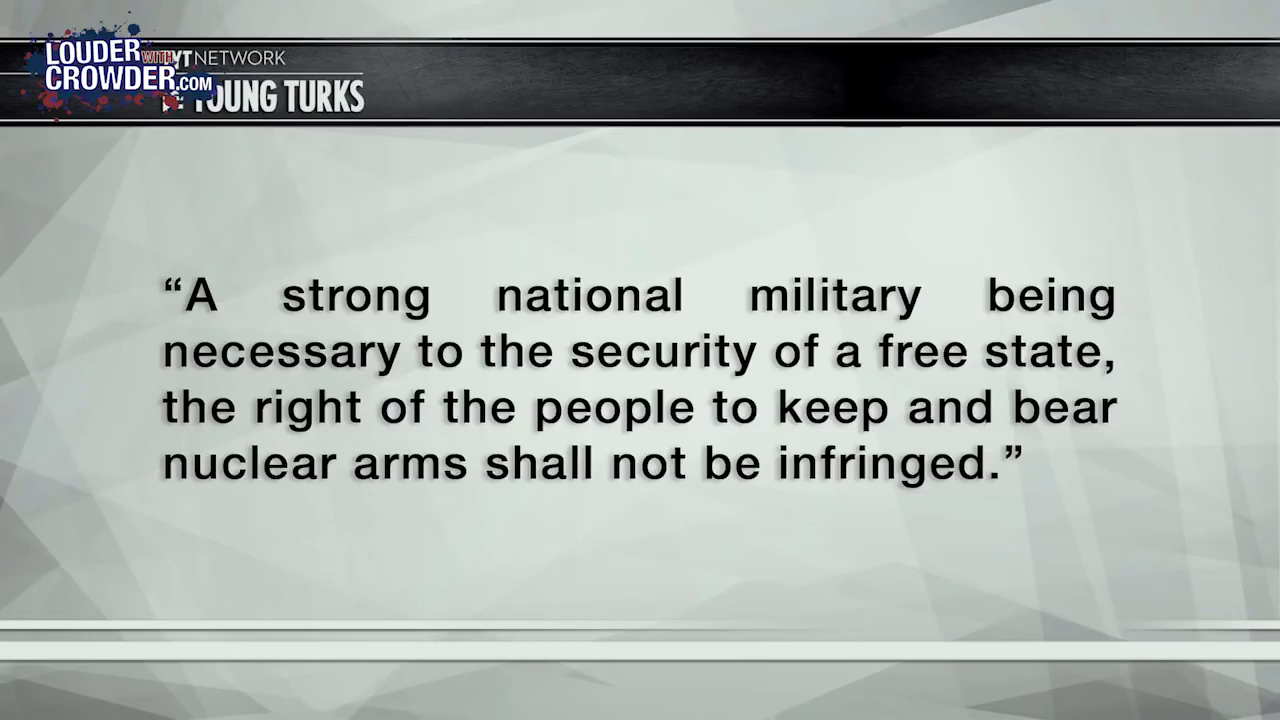 LOUDER WITH
CROWDER.COM
YT NETWORK
YOUNG TURKS
“A strong national military being
necessary to the security of a free state,
the right of the people to keep and bear
nuclear arms shall not be infringed.”